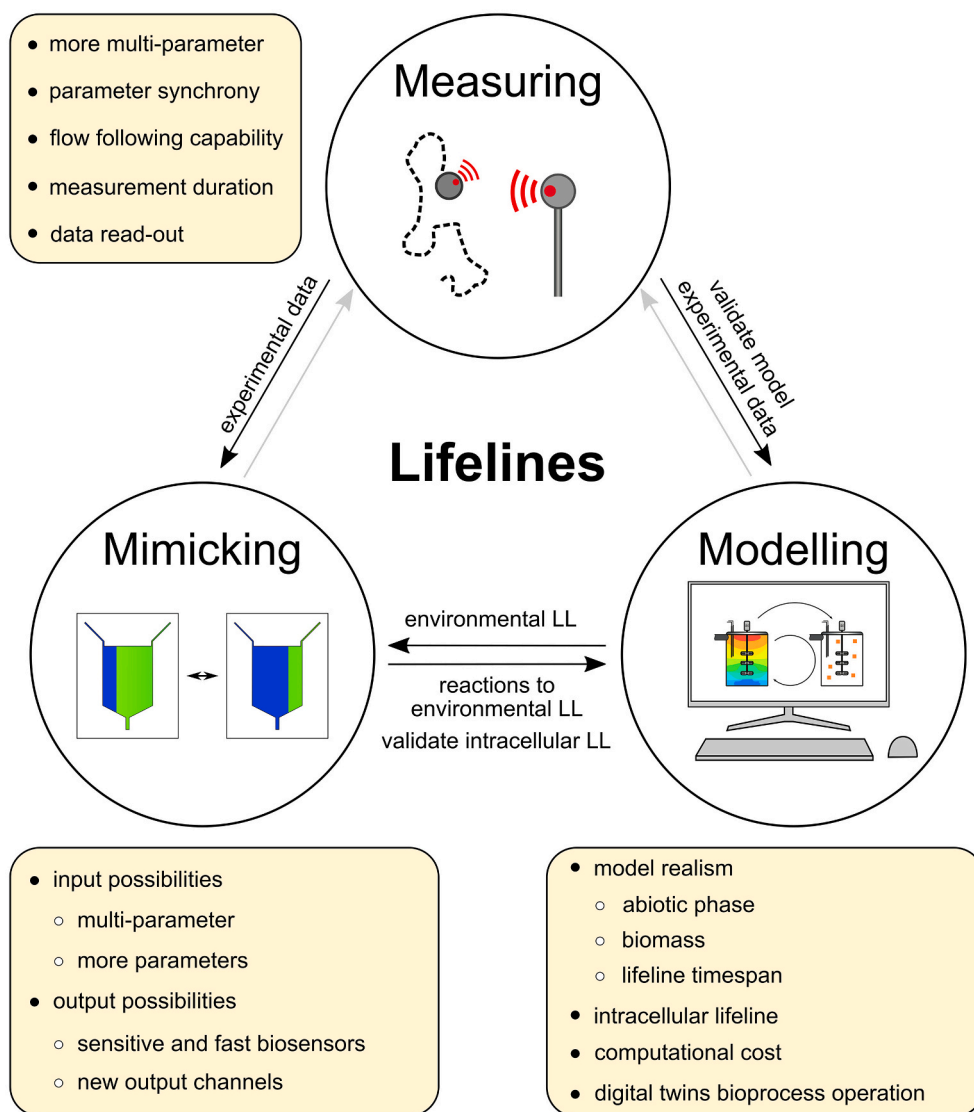 • more multi-parameter
• parameter synchrony
• flow following capability
• measurement duration
• data read-out
Measuring
experimental data
validate model
experimental data
Lifelines
Mimicking
environmental LL
reactions to
environmental LL
validate intracellular LL
Modelling
• input possibilities
○ multi-parameter
○ more parameters
• output possibilities
○ sensitive and fast biosensors
○ new output channels
• model realism
○ abiotic phase
○ biomass
○ lifeline timespan
• intracellular lifeline
• computational cost
• digital twins bioprocess operation